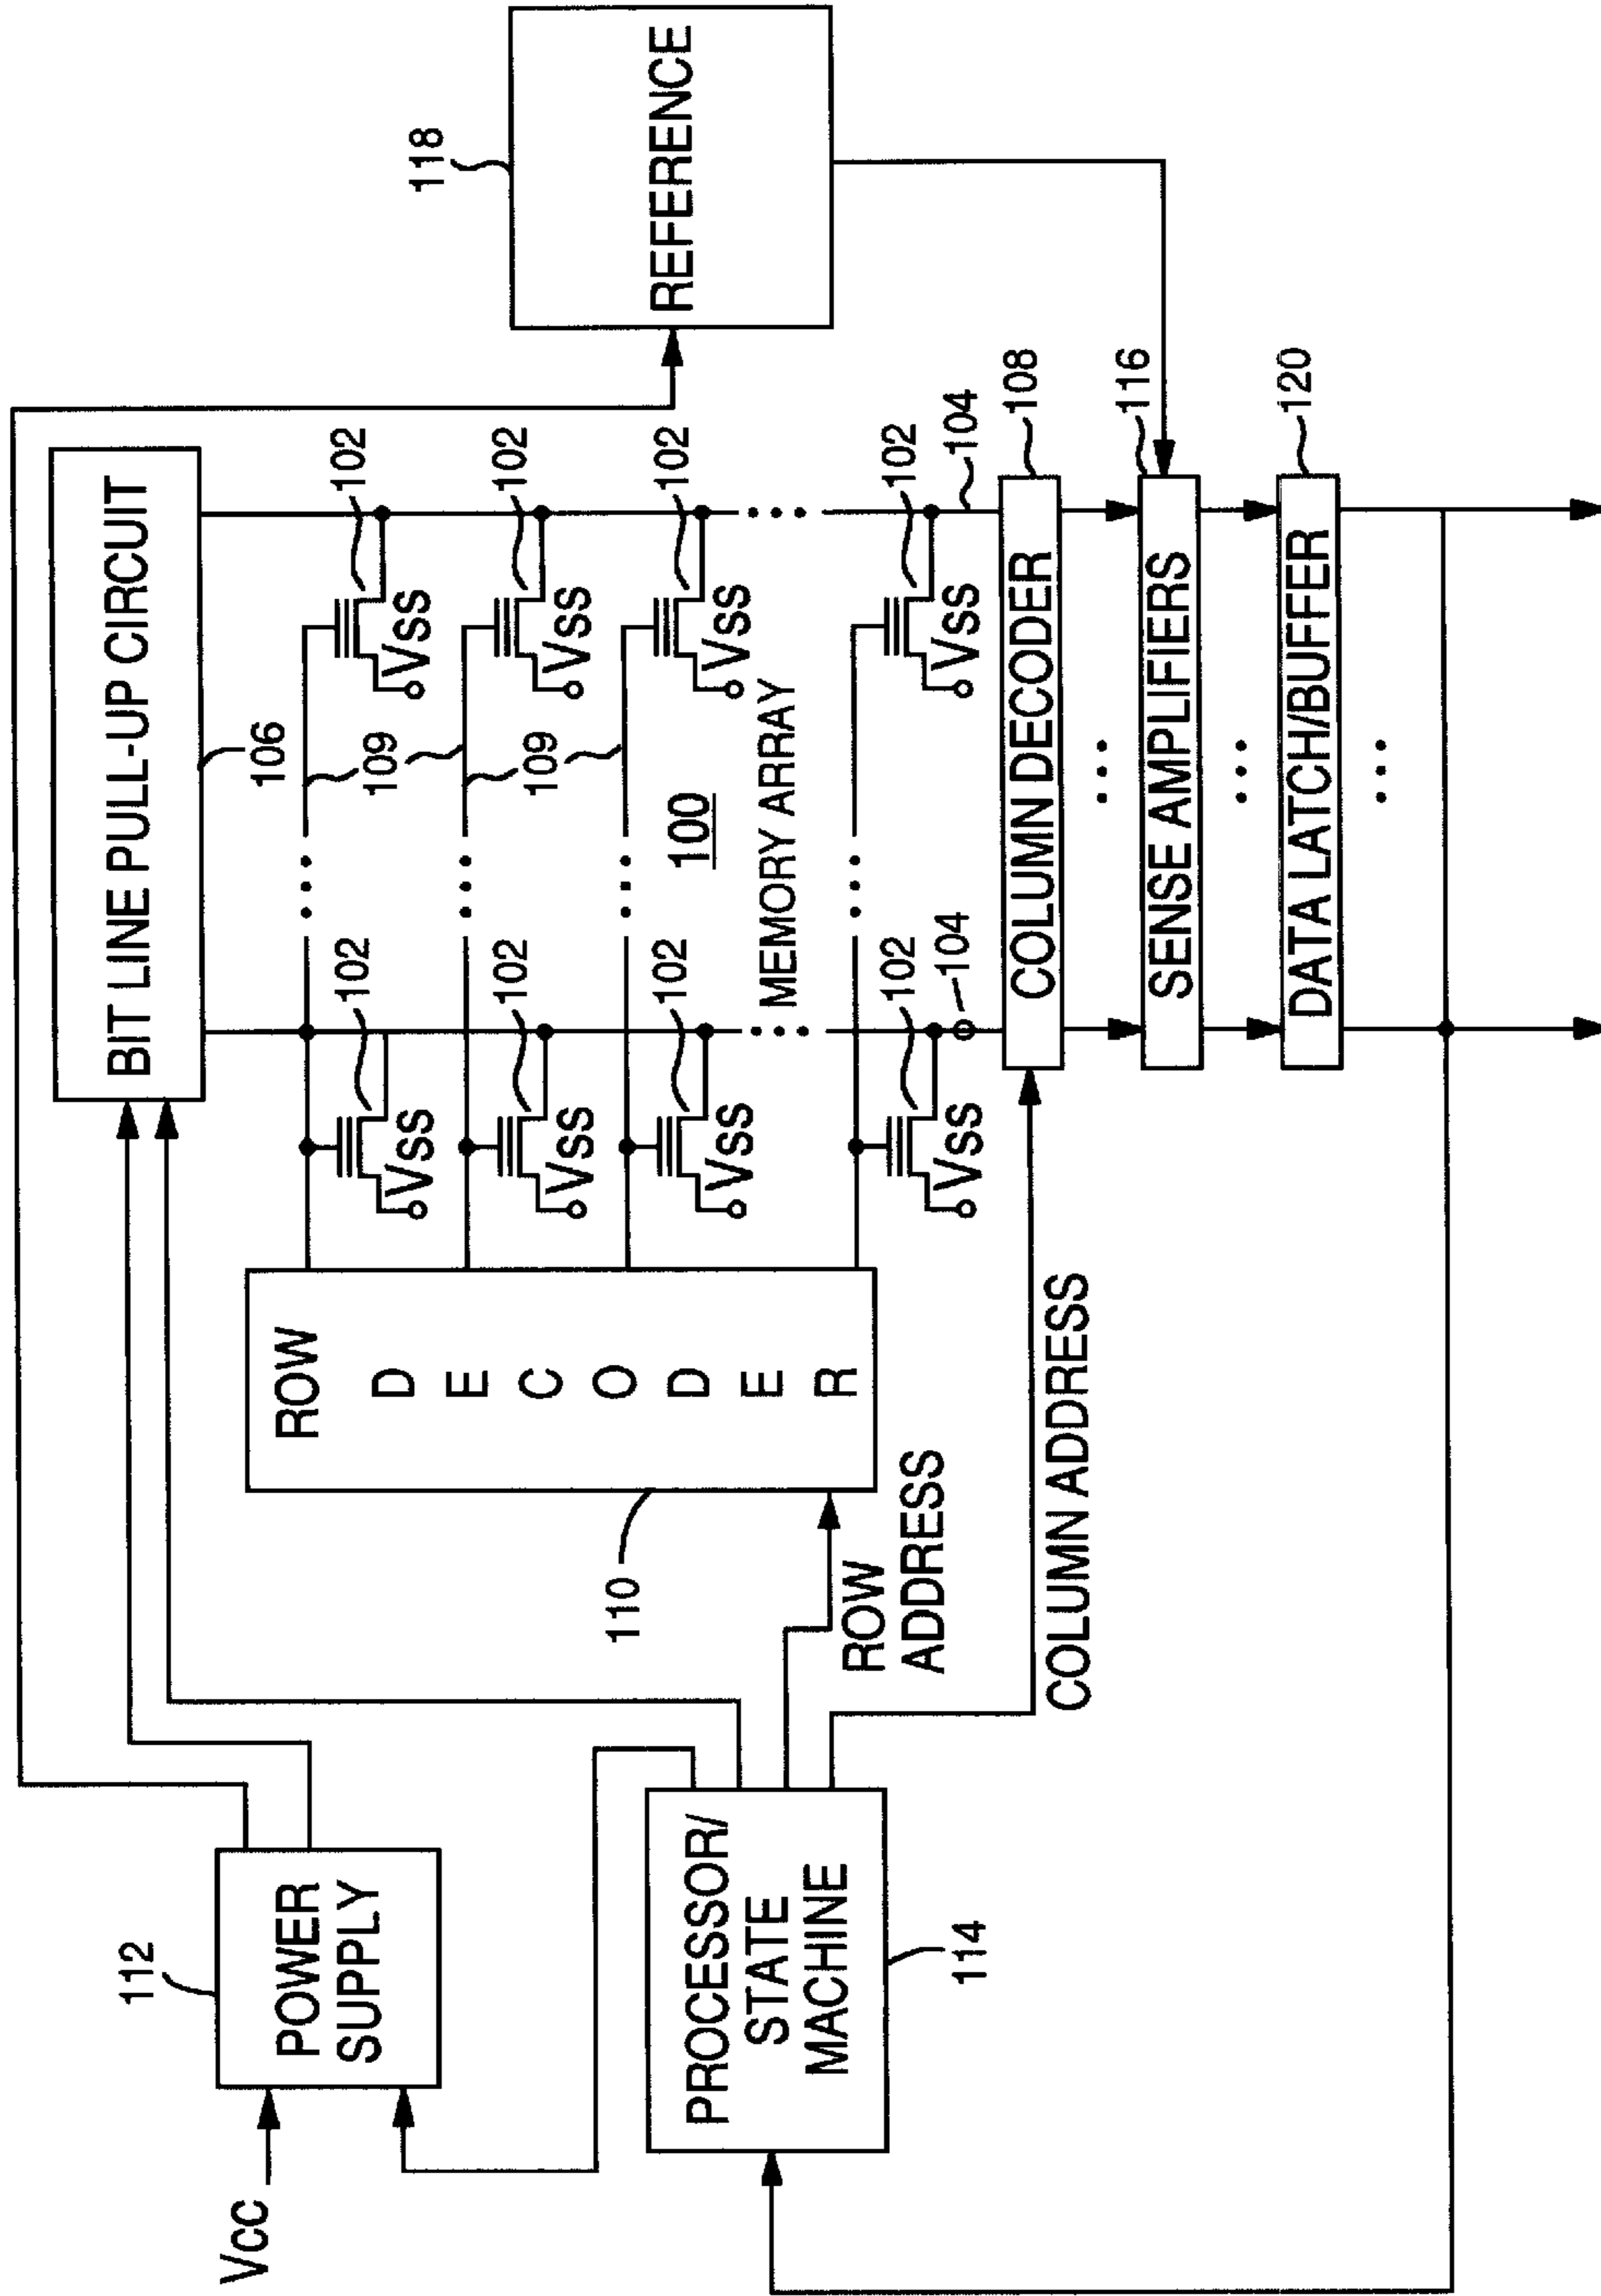 118
REFERENCE
BIT LINE PULL-UP CIRCUIT
106
112
POWER
SUPPLY
Vcc
ROW
D
E
C
O
D
E
R
110
102
Vss
102
Vss
102
Vss
102
Vss
109
109
109
100
MEMORY ARRAY
102
Vss
102
Vss
102
Vss
102
Vss
104
104
PROCESSOR/
STATE
MACHINE
114
ROW
ADDRESS
COLUMN ADDRESS
COLUMN DECODER
108
SENSE AMPLIFIERS
116
DATA LATCH/BUFFER
120